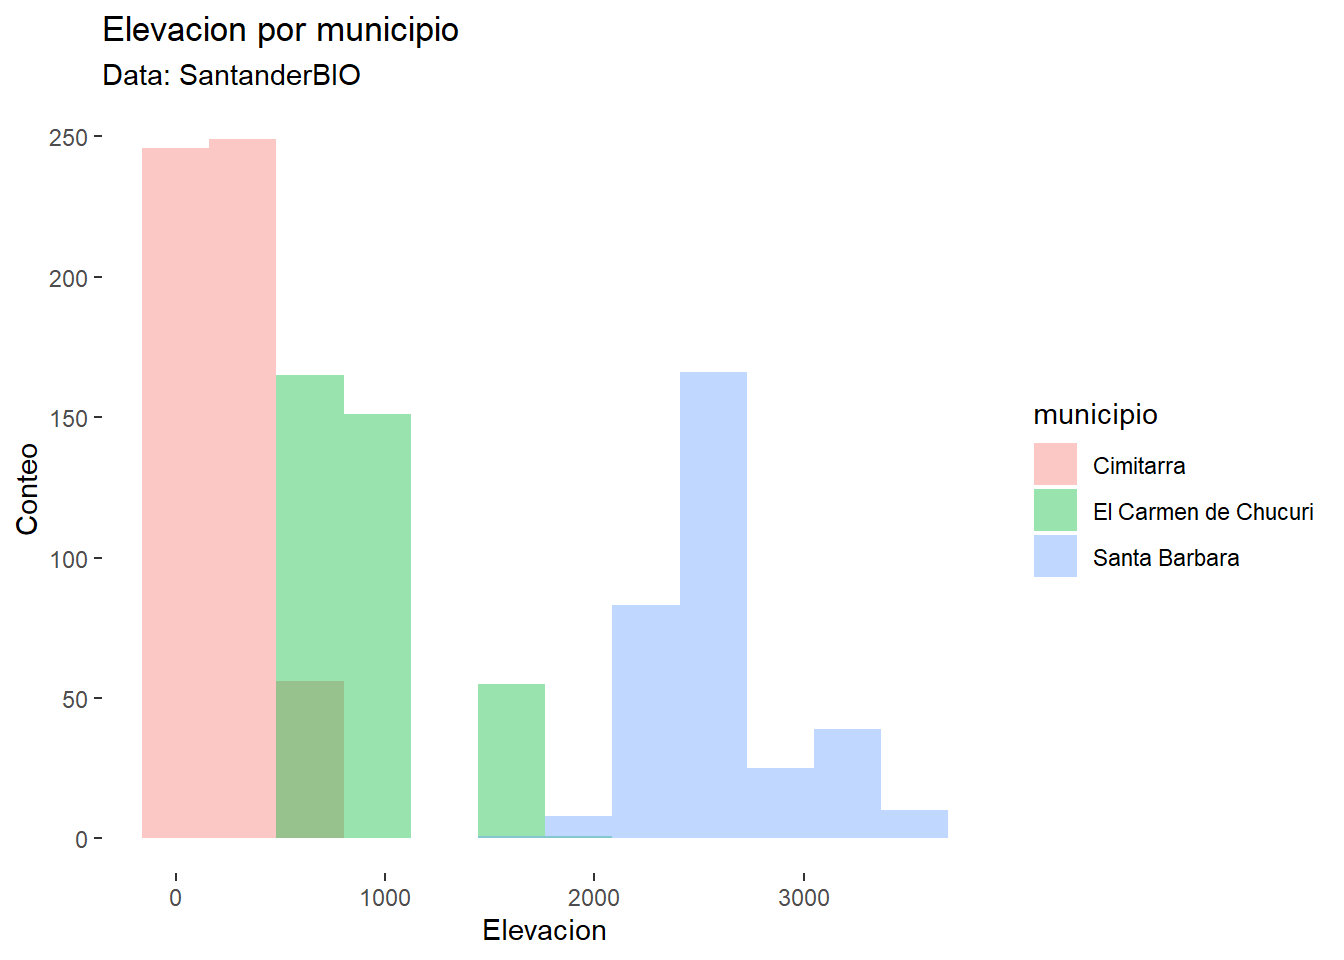 Elevacion por municipio
Data: SantanderBIO
250
200
150
100
50
0
Conteo
0 1000 2000 3000
Elevacion
municipio
Cimitarra
El Carmen de Chucuri
Santa Barbara